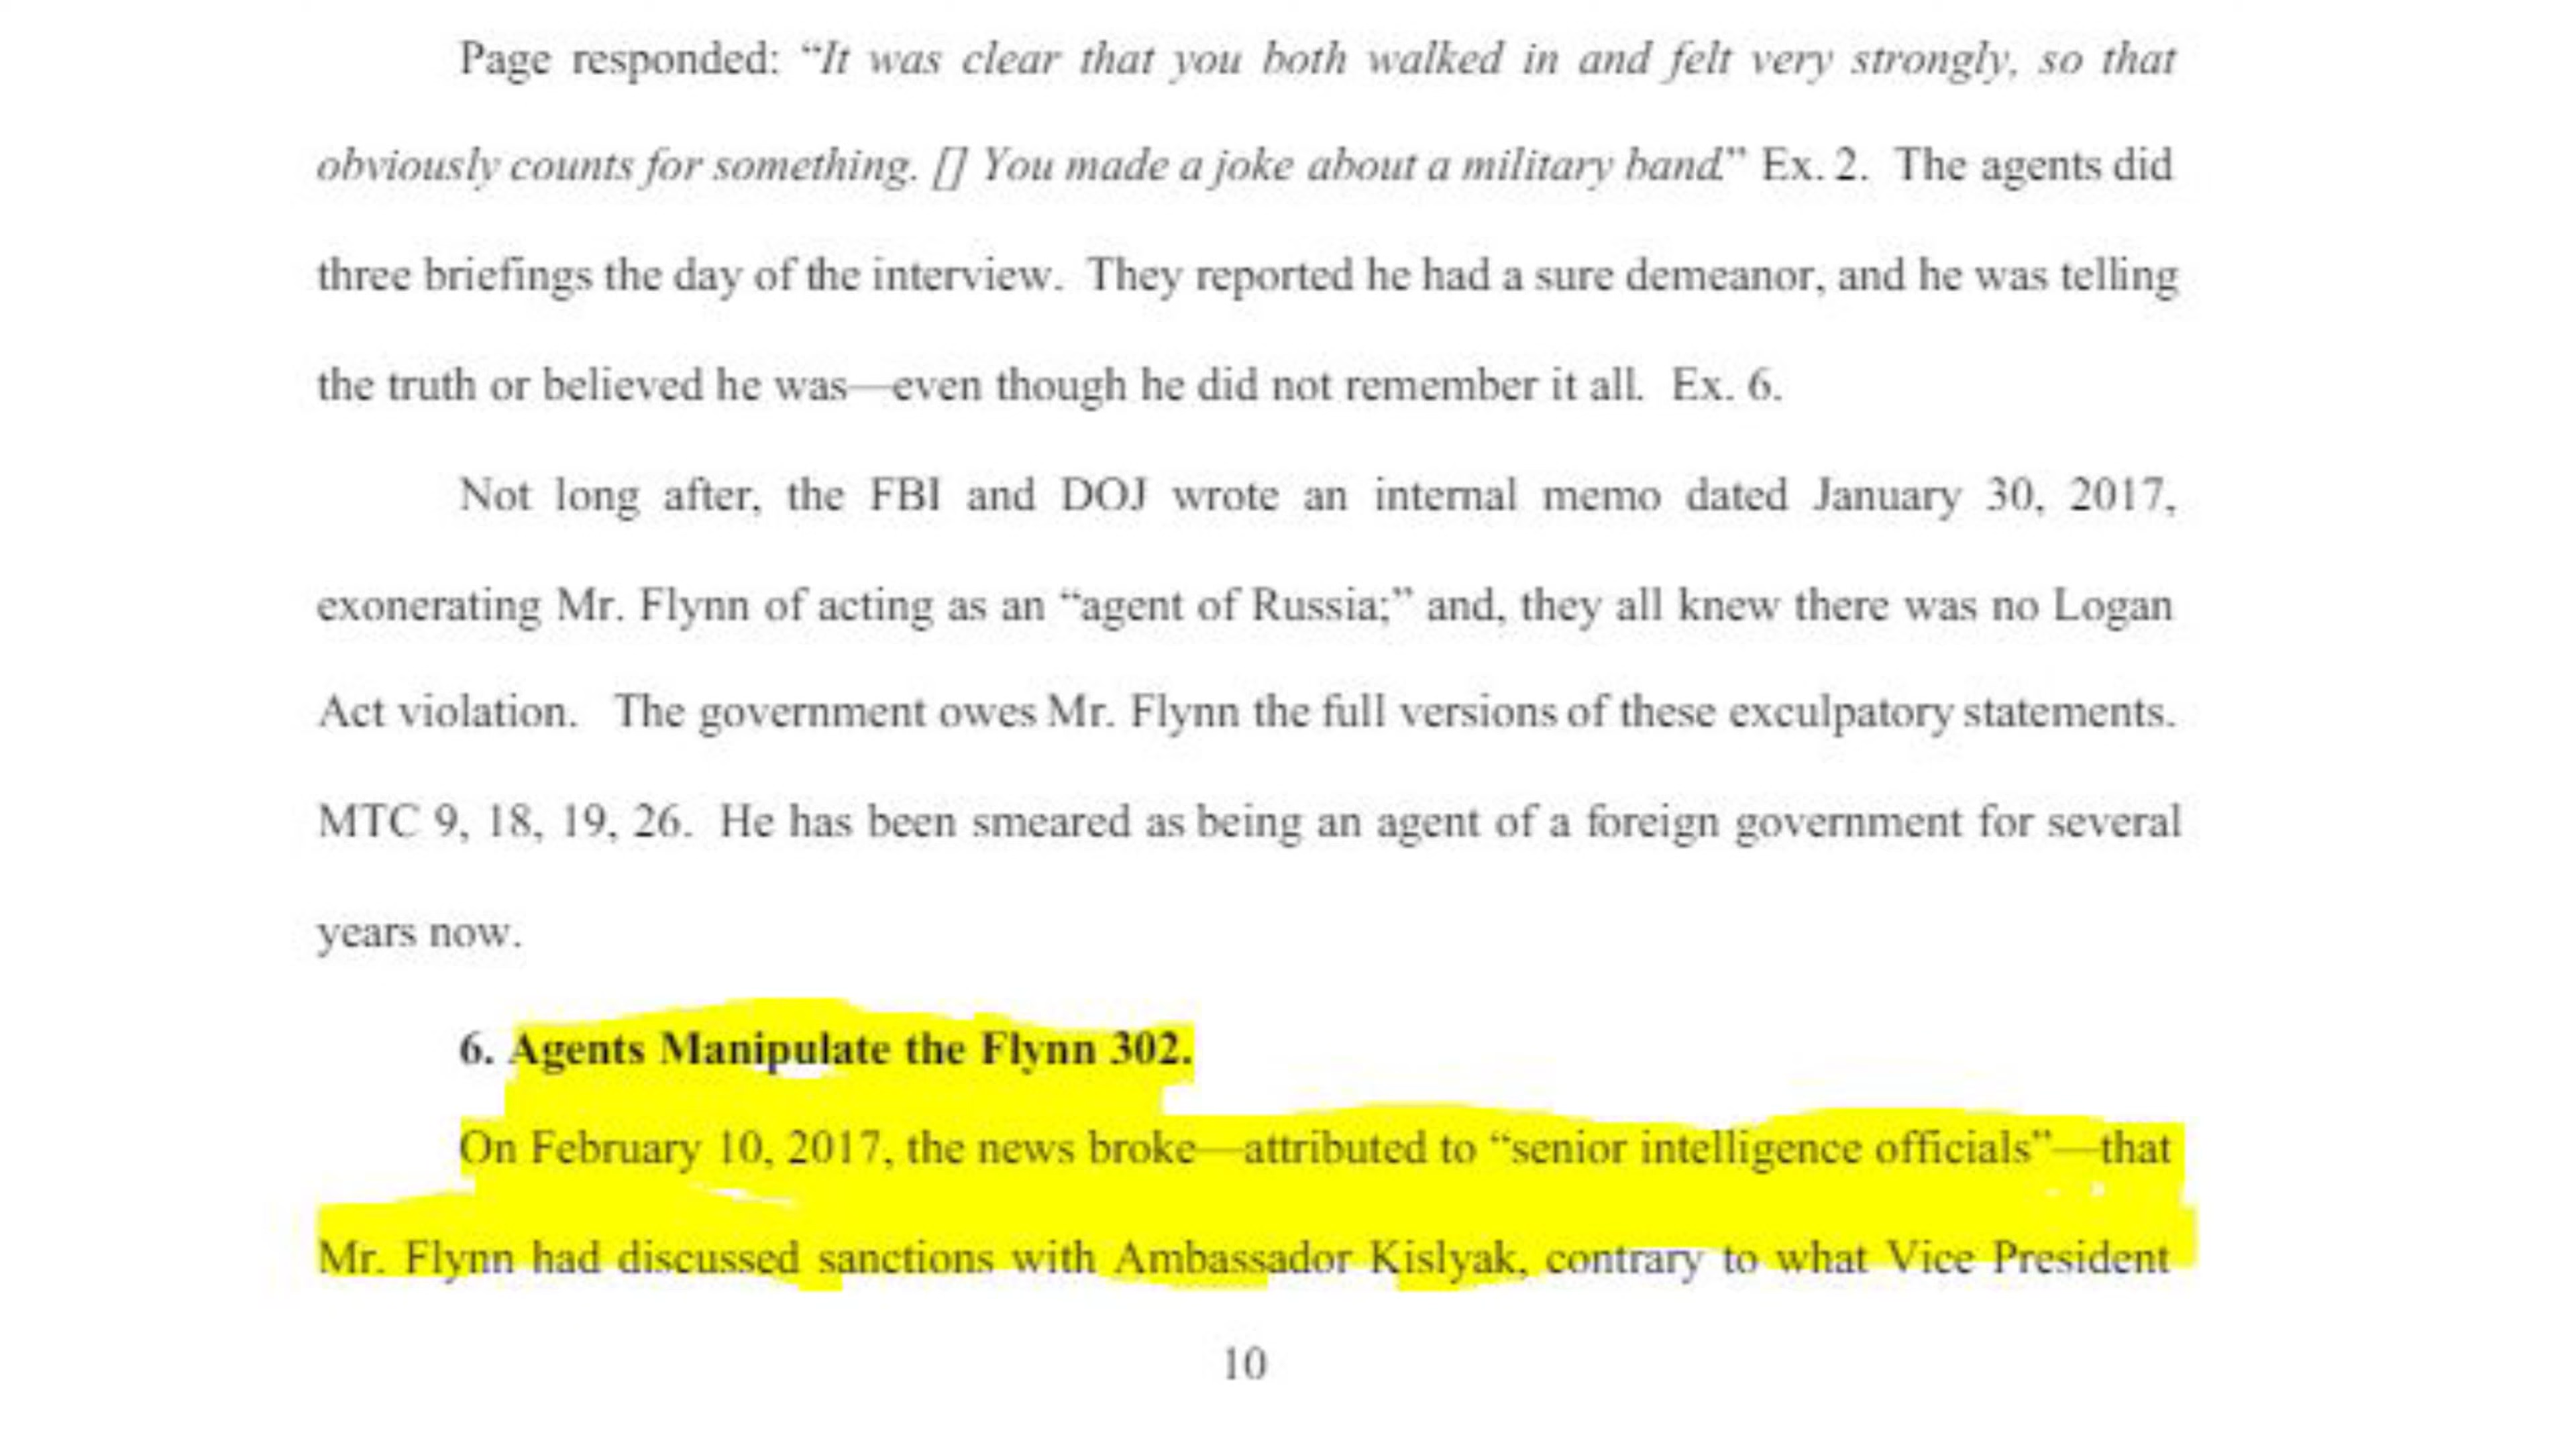 Page responded: “It was clear that you both walked in and felt very strongly, so that
obviously counts for something. [] You made a joke about a military band.” Ex. 2. The agents did
three briefings the day of the interview. They reported he had a sure demeanor, and he was telling
the truth or believed he was—even though he did not remember it all. Ex. 6.
Not long after, the FBI and DOJ wrote an internal memo dated January 30, 2017,
exonerating Mr. Flynn of acting as an “agent of Russia;” and, they all knew there was no Logan
Act violation. The government owes Mr. Flynn the full versions of these exculpatory statements.
MTC 9, 18, 19, 26. He has been smeared as being an agent of a foreign government for several
years now.
6. Agents Manipulate the Flynn 302.
On February 10, 2017, the news broke—attributed to “senior intelligence officials”—that
Mr. Flynn had discussed sanctions with Ambassador Kislyak, contrary to what Vice President
10